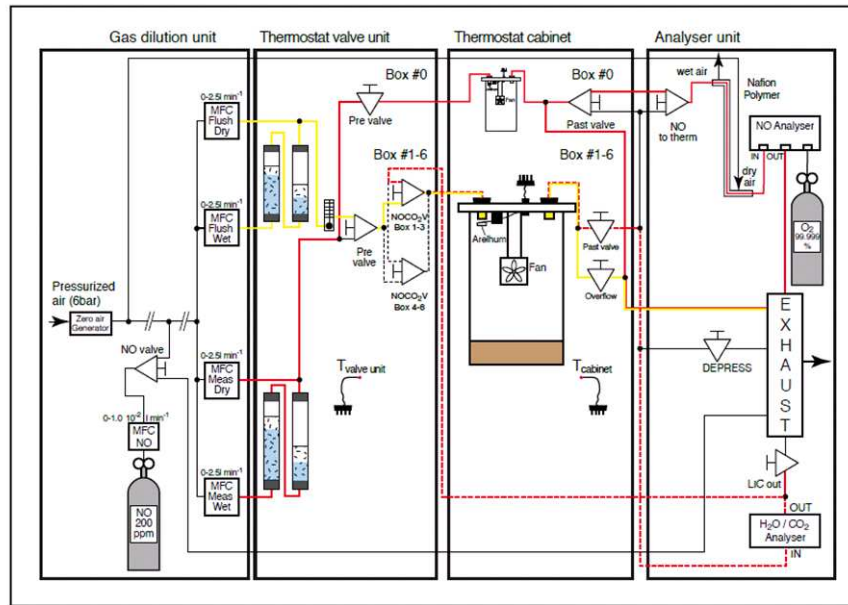 Gas dilution unit
Thermostat valve unit
Thermostat cabinet
Analyser unit
0-2.5l min⁻¹
MFC
Flush
Dry
0-2.5l min⁻¹
MFC
Flush
Wet
Pressurized
air (6bar)
Zero air
Generator
NO valve
0-1.0 10⁻² l min⁻¹
MFC
NO
NO
200
ppm
0-2.5l min⁻¹
MFC
Meas
Dry
0-2.5l min⁻¹
MFC
Meas
Wet
Box #0
Pre valve
Box #1-6
Pre
valve
NOCO₂V
Box 1-3
NOCO₂V
Box 4-6
T valve unit
Fan
Box #0
Past valve
Box #1-6
Arelhum
Fan
Past valve
Overflow
T cabinet
wet air
Nafion
Polymer
NO
to therm
NO Analyser
IN OUT
dry
air
O₂
99.999
%
EXHAUST
DEPRESS
LIC out
OUT
H₂O / CO₂
Analyser
IN